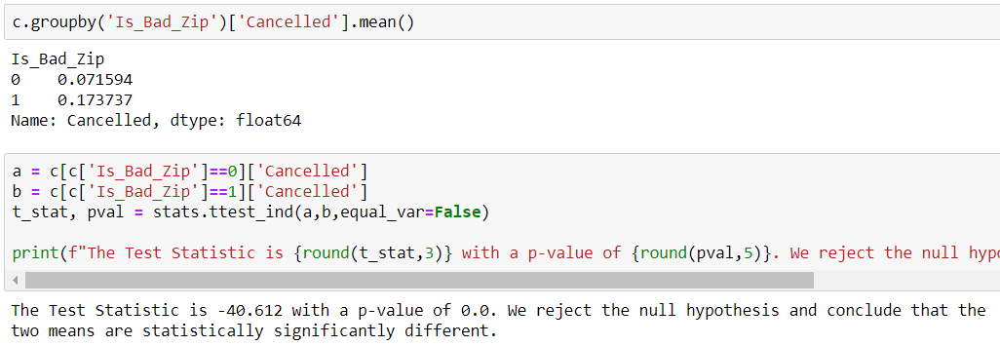 c.groupby('Is_Bad_Zip')['Cancelled'].mean()
Is_Bad_Zip
0    0.071594
1    0.173737
Name: Cancelled, dtype: float64
a = c[c['Is_Bad_Zip']==0]['Cancelled']
b = c[c['Is_Bad_Zip']==1]['Cancelled']
t_stat, pval = stats.ttest_ind(a,b,equal_var=False)
print(f"The Test Statistic is {round(t_stat,3)} with a p-value of {round(pval,5)}. We reject the null
The Test Statistic is -40.612 with a p-value of 0.0. We reject the null hypothesis and conclude that the
two means are statistically significantly different.